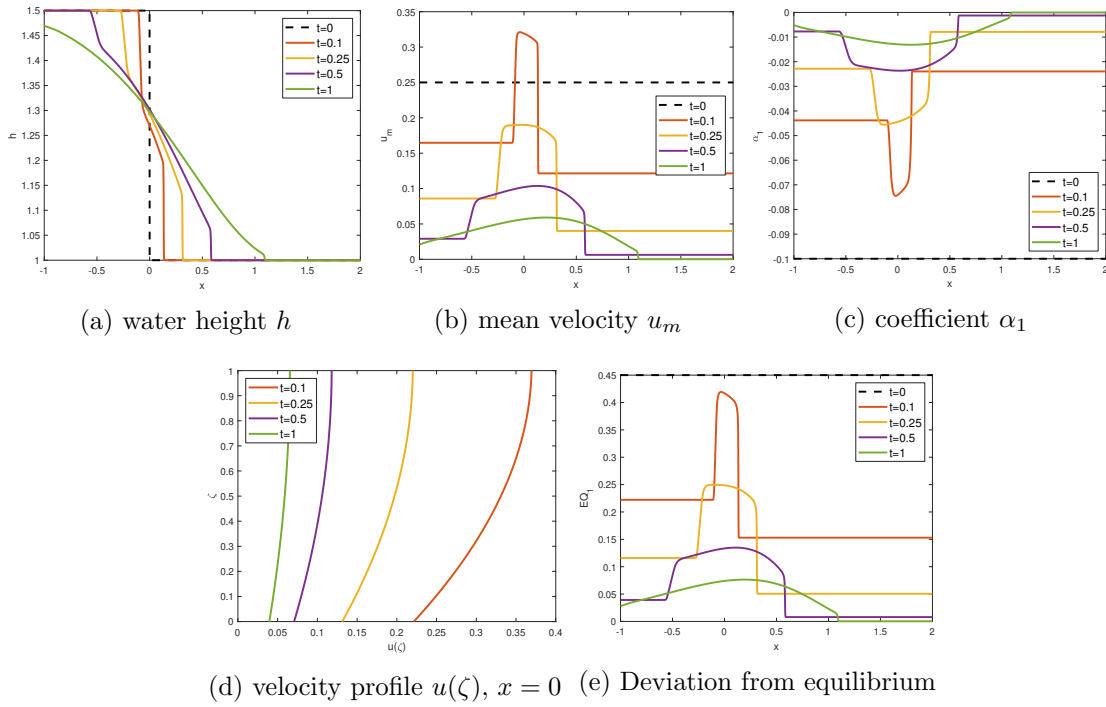 1.5
1.45
1.4
1.35
1.3
1.25
1.2
1.15
1.1
1.05
1
h
-1 -0.5 0 0.5 1 1.5 2
x
t=0
t=0.1
t=0.25
t=0.5
t=1
(a) water height h
0.35
0.3
0.25
0.2
0.15
0.1
0.05
0
u_m
-1 -0.5 0 0.5 1 1.5 2
x
t=0
t=0.1
t=0.25
t=0.5
t=1
(b) mean velocity u_m
0
-0.01
-0.02
-0.03
-0.04
-0.05
-0.06
-0.07
-0.08
-0.09
-0.1
α_1
-1 -0.5 0 0.5 1 1.5 2
x
t=0
t=0.1
t=0.25
t=0.5
t=1
(c) coefficient α_1
1
0.9
0.8
0.7
0.6
0.5
0.4
0.3
0.2
0.1
0
ζ
0 0.05 0.1 0.15 0.2 0.25 0.3 0.35 0.4
u(ζ)
t=0.1
t=0.25
t=0.5
t=1
(d) velocity profile u(ζ), x = 0
0.45
0.4
0.35
0.3
0.25
0.2
0.15
0.1
0.05
0
EQ_1
-1 -0.5 0 0.5 1 1.5 2
x
t=0
t=0.1
t=0.25
t=0.5
t=1
(e) Deviation from equilibrium